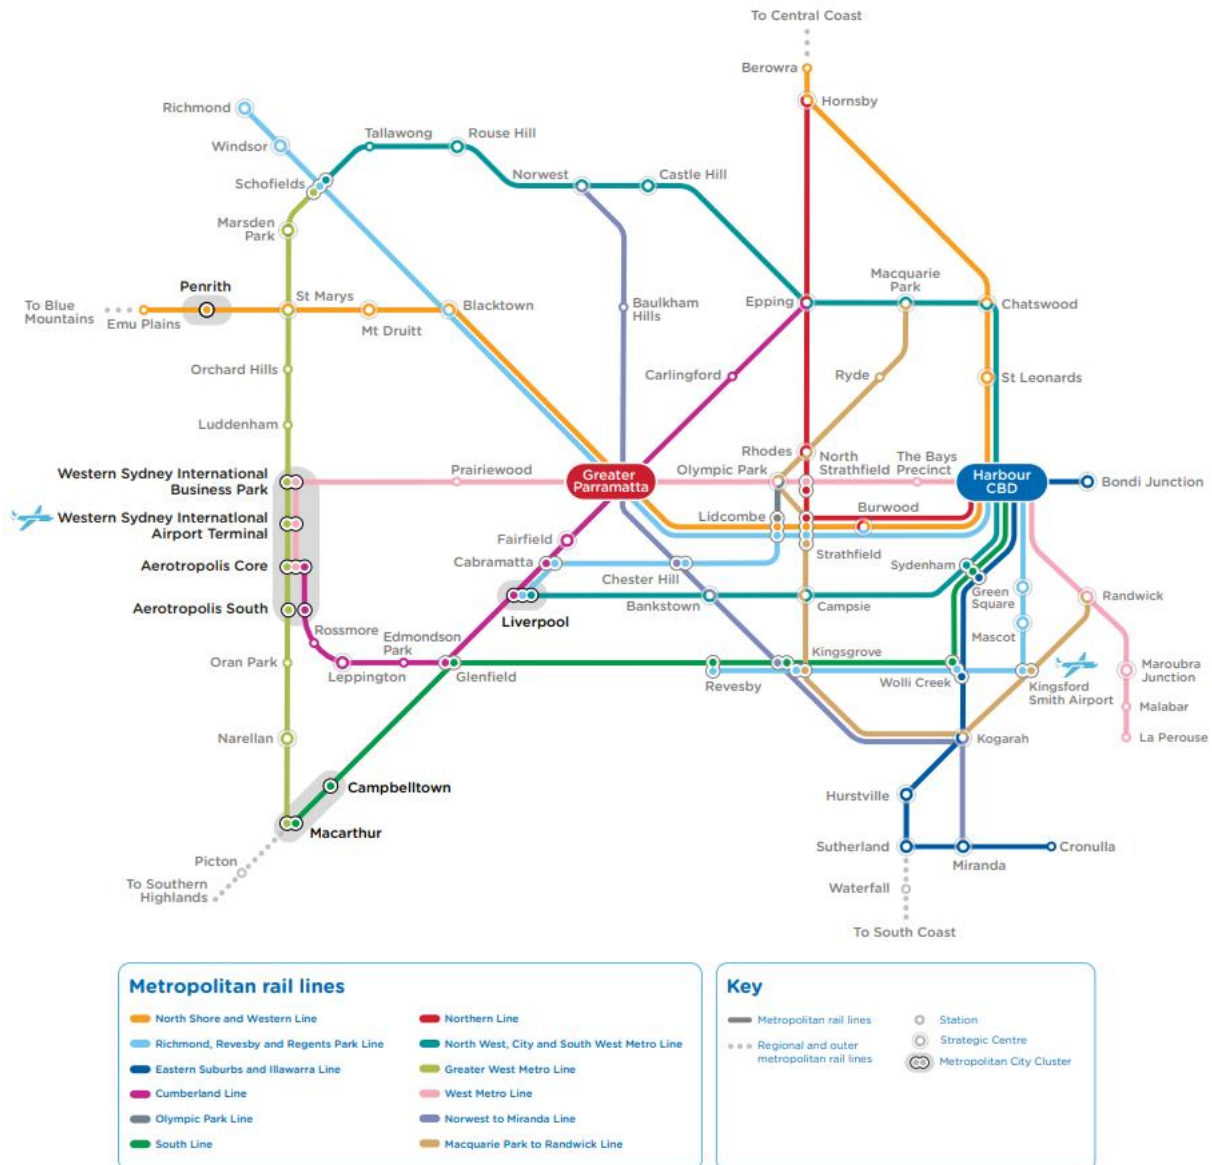 To Central Coast
Berowra
Hornsby
Richmond
Windsor
Tallawong
Rouse Hill
Schofields
Norwest
Castle Hill
Marsden
Park
Macquarie
Park
Penrith
To Blue
Mountains
Emu Plains
St Marys
Mt Druitt
Blacktown
Baulkham
Hills
Epping
Chatswood
Orchard Hills
Carlingford
Ryde
St Leonards
Luddenham
Rhodes
North
Strathfield
The Bays
Precinct
Western Sydney International
Business Park
Prairiewood
Greater
Parramatta
Olympic Park
Harbour
CBD
Bondi Junction
Western Sydney International
Airport Terminal
Lidcombe
Burwood
Fairfield
Strathfield
Aerotropolis Core
Cabramatta
Chester Hill
Sydenham
Green
Square
Aerotropolis South
Liverpool
Bankstown
Campsie
Randwick
Rossmore
Edmondson
Park
Mascot
Oran Park
Leppington
Glenfield
Revesby
Kingsgrove
Wolli Creek
Kingsford
Smith Airport
Maroubra
Junction
Malabar
Narellan
Kogarah
La Perouse
Campbelltown
Hurstville
Macarthur
Sutherland
Miranda
Cronulla
Picton
To Southern
Highlands
Waterfall
To South Coast
Metropolitan rail lines
North Shore and Western Line
Richmond, Revesby and Regents Park Line
Eastern Suburbs and Illawarra Line
Cumberland Line
Olympic Park Line
South Line
Northern Line
North West, City and South West Metro Line
Greater West Metro Line
West Metro Line
Norwest to Miranda Line
Macquarie Park to Randwick Line
Key
Metropolitan rail lines
Regional and outer
metropolitan rail lines
Station
Strategic Centre
Metropolitan City Cluster